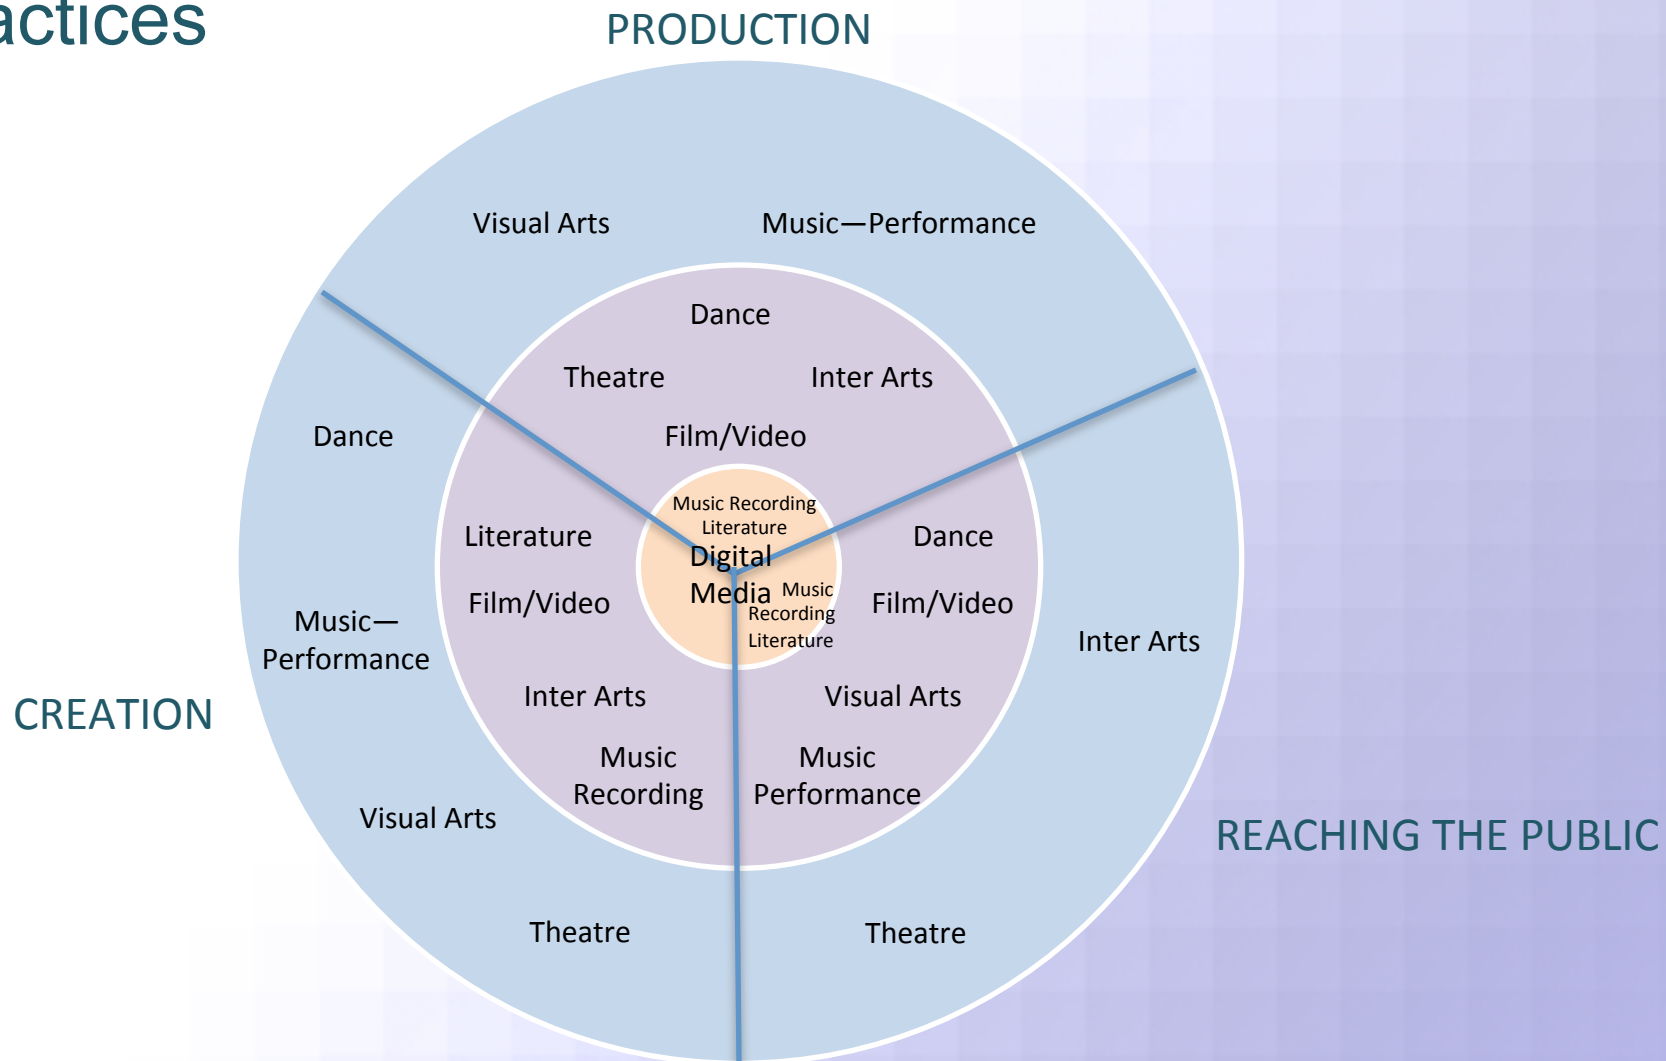 actices
PRODUCTION
Visual Arts
Music—Performance
Dance
Theatre
Inter Arts
Film/Video
Dance
Music Recording
Literature
Digital
Media
Music
Recording
Literature
Literature
Film/Video
Dance
Film/Video
Music—
Performance
Inter Arts
Inter Arts
Visual Arts
CREATION
Music
Recording
Music
Performance
Visual Arts
REACHING THE PUBLIC
Theatre
Theatre